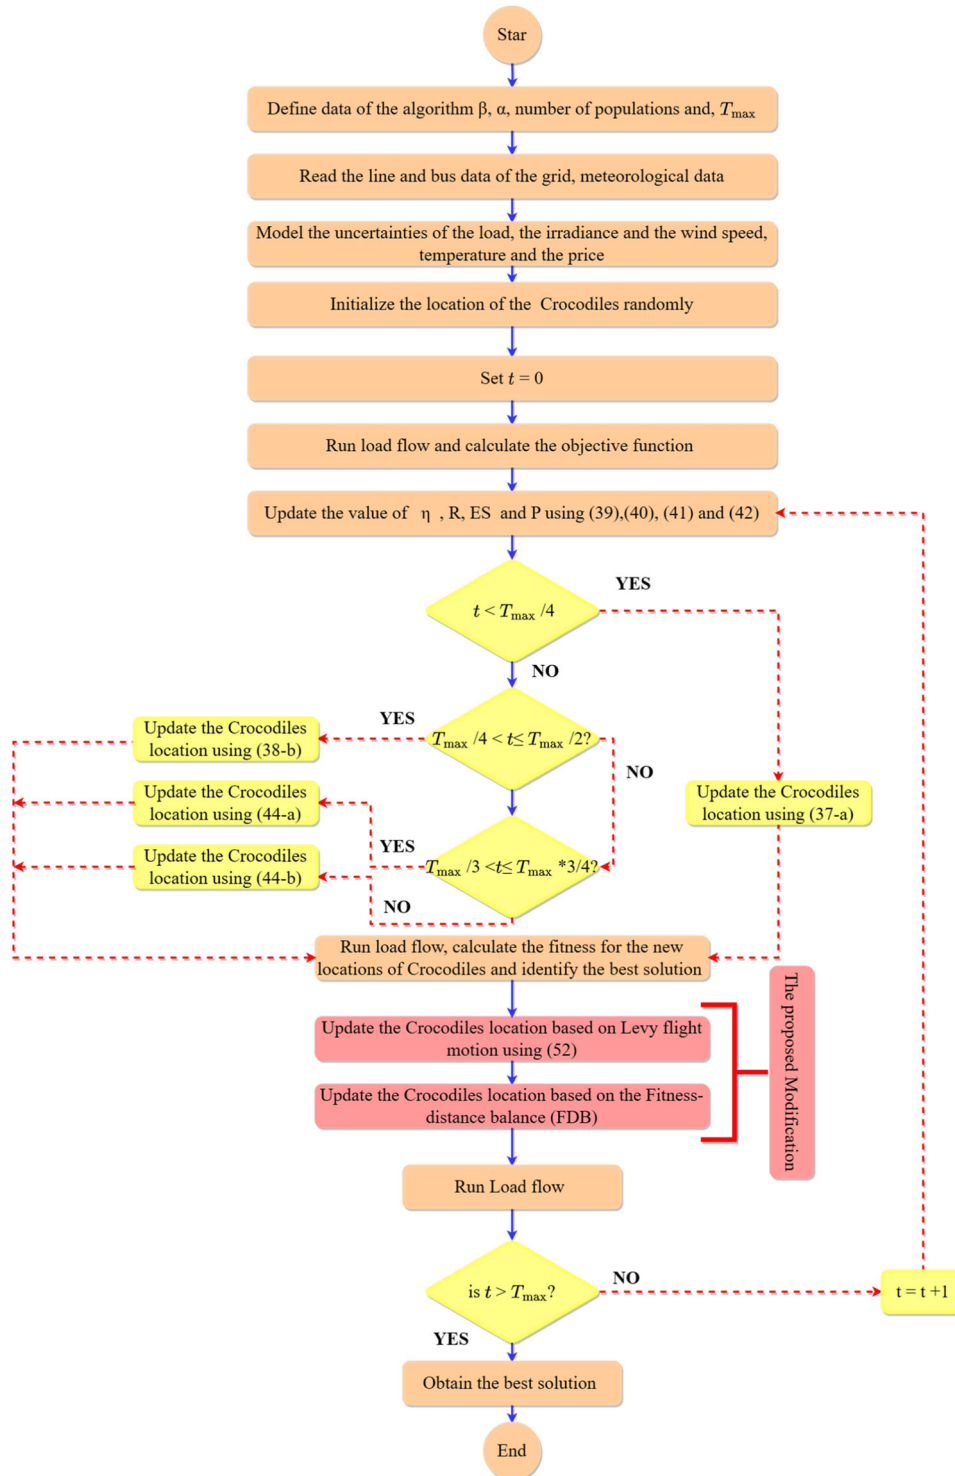 Star
Define data of the algorithm β, α, number of populations and, T_max
Read the line and bus data of the grid, meteorological data
Model the uncertainties of the load, the irradiance and the wind speed,
temperature and the price
Initialize the location of the Crocodiles randomly
Set t = 0
Run load flow and calculate the objective function
Update the value of η , R, ES and P using (39),(40), (41) and (42)
YES
t < T_max /4
NO
YES
Update the Crocodiles
location using (38-b)
T_max /4 < t≤ T_max /2?
NO
Update the Crocodiles
location using (44-a)
Update the Crocodiles
location using (37-a)
YES
Update the Crocodiles
location using (44-b)
T_max /3 <t≤ T_max *3/4?
NO
Run load flow, calculate the fitness for the new
locations of Crocodiles and identify the best solution
The proposed Modification
Update the Crocodiles location based on Levy flight
motion using (52)
Update the Crocodiles location based on the Fitness-
distance balance (FDB)
Run Load flow
is t > T_max?
NO
t = t +1
YES
Obtain the best solution
End